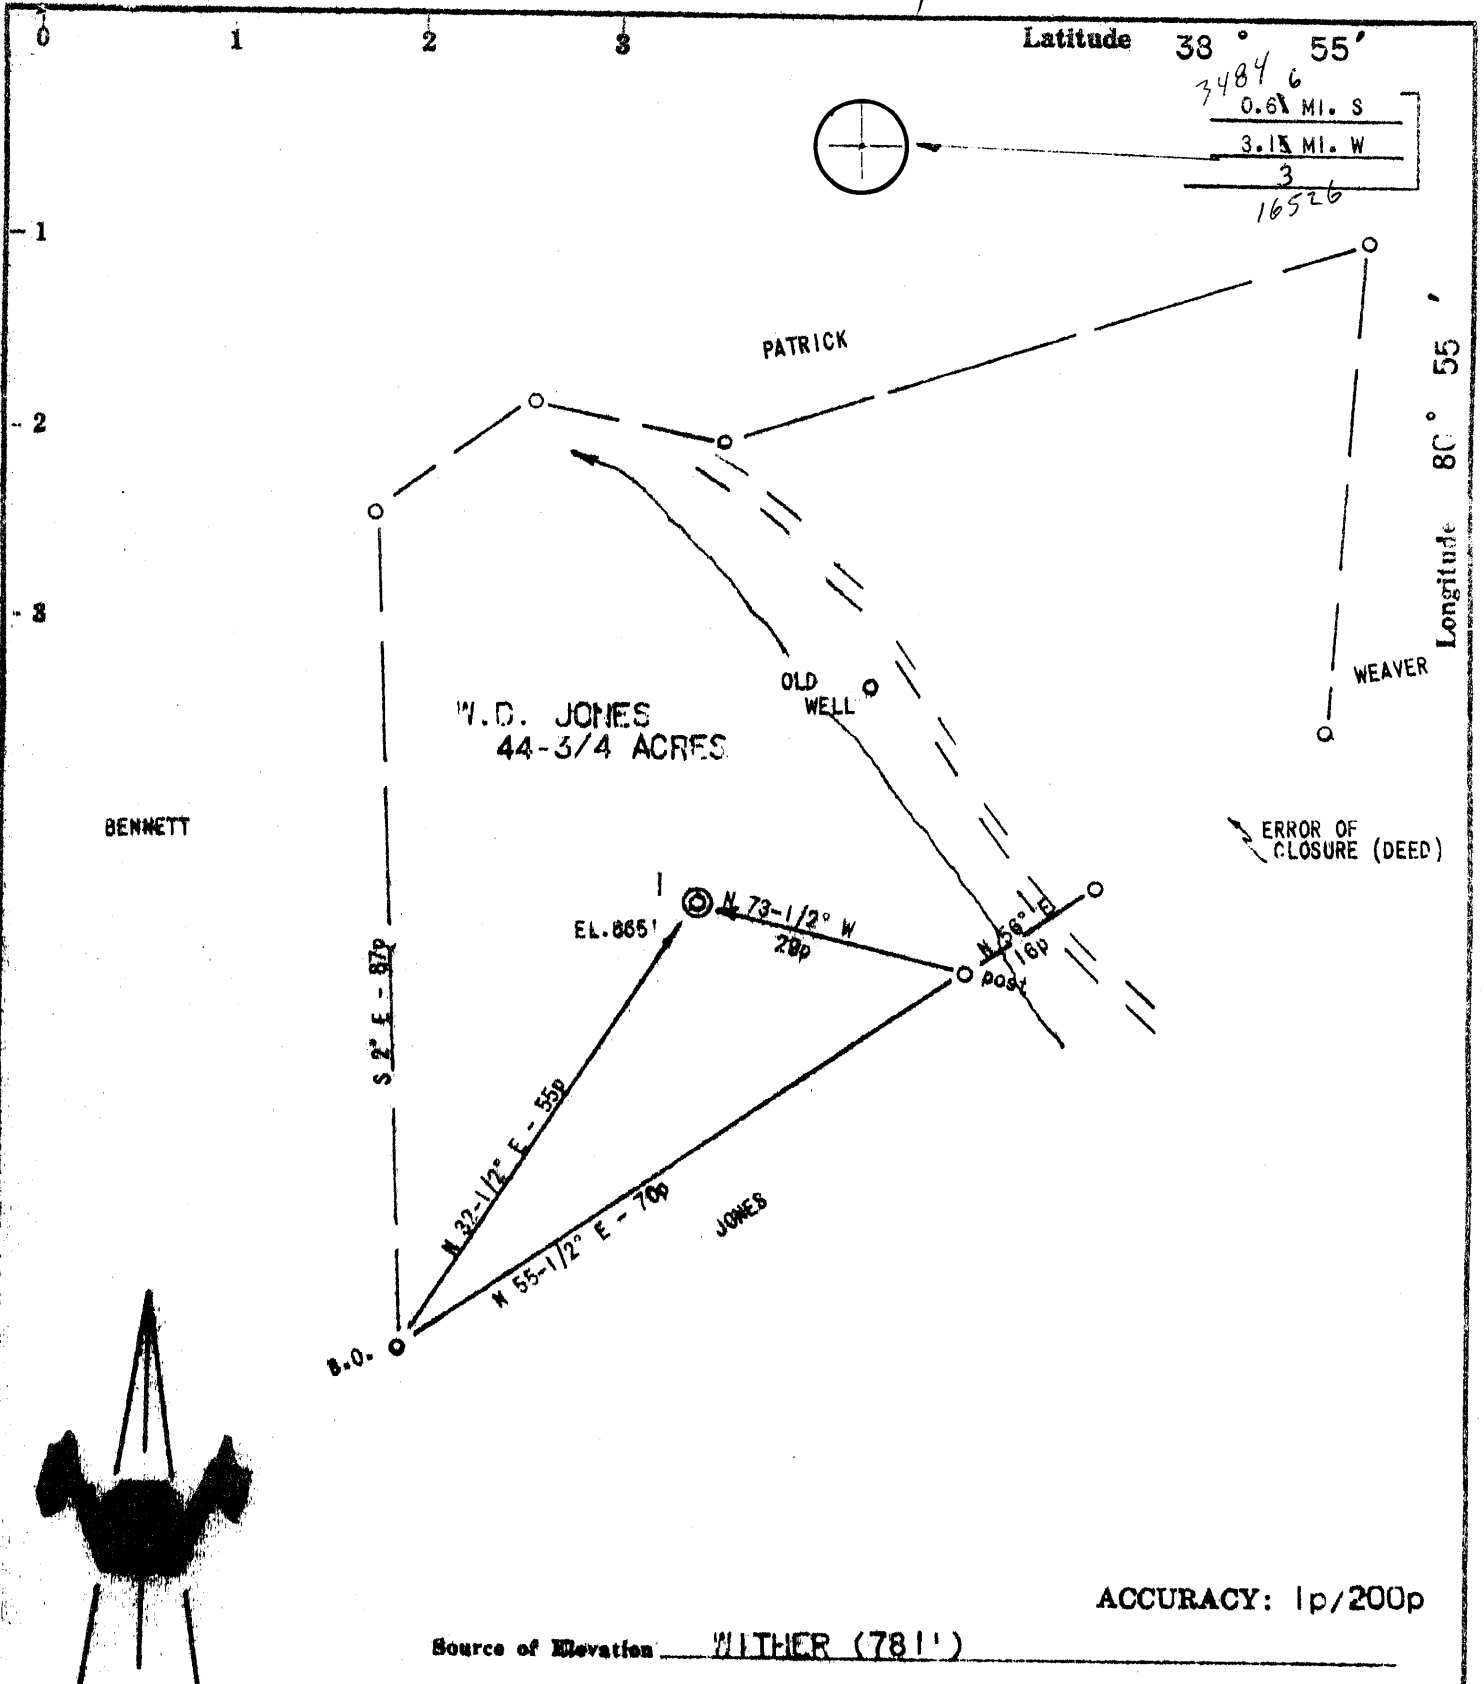 0 1 2 3 Latitude 38° 55'
3484 6
0.61 MI. S
3.15 MI. W
3
16526
-1
PATRICK
-2
Longitude 80° 55'
-3
WEAVER
OLD
WELL
W.D. JONES
44-3/4 ACRES
BENNETT
ERROR OF
CLOSURE (DEED)
1
N 73-1/2° W
29p
EL. 865'
N 56° E
16p
post
S 2° E - 87p
N 32-1/2° E - 55p
N 55-1/2° E - 70p
JONES
B.O.
ACCURACY: 1p/200p
Source of Elevation WITHER (781')